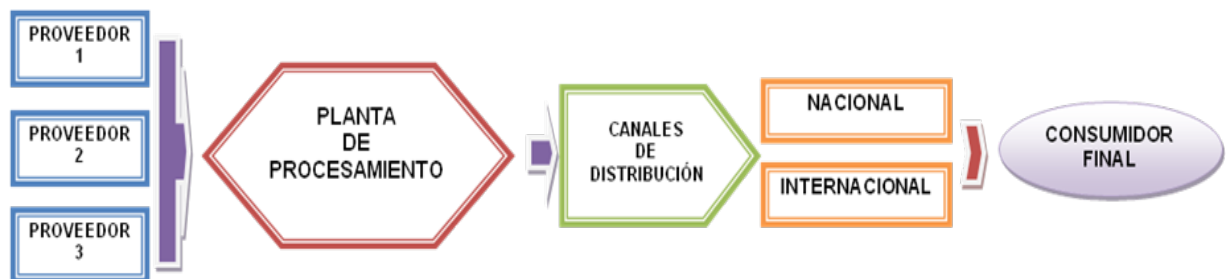 PROVEEDOR
1
PROVEEDOR
2
PROVEEDOR
3
PLANTA
DE
PROCESAMIENTO
CANALES
DE
DISTRIBUCIÓN
NACIONAL
INTERNACIONAL
CONSUMIDOR
FINAL